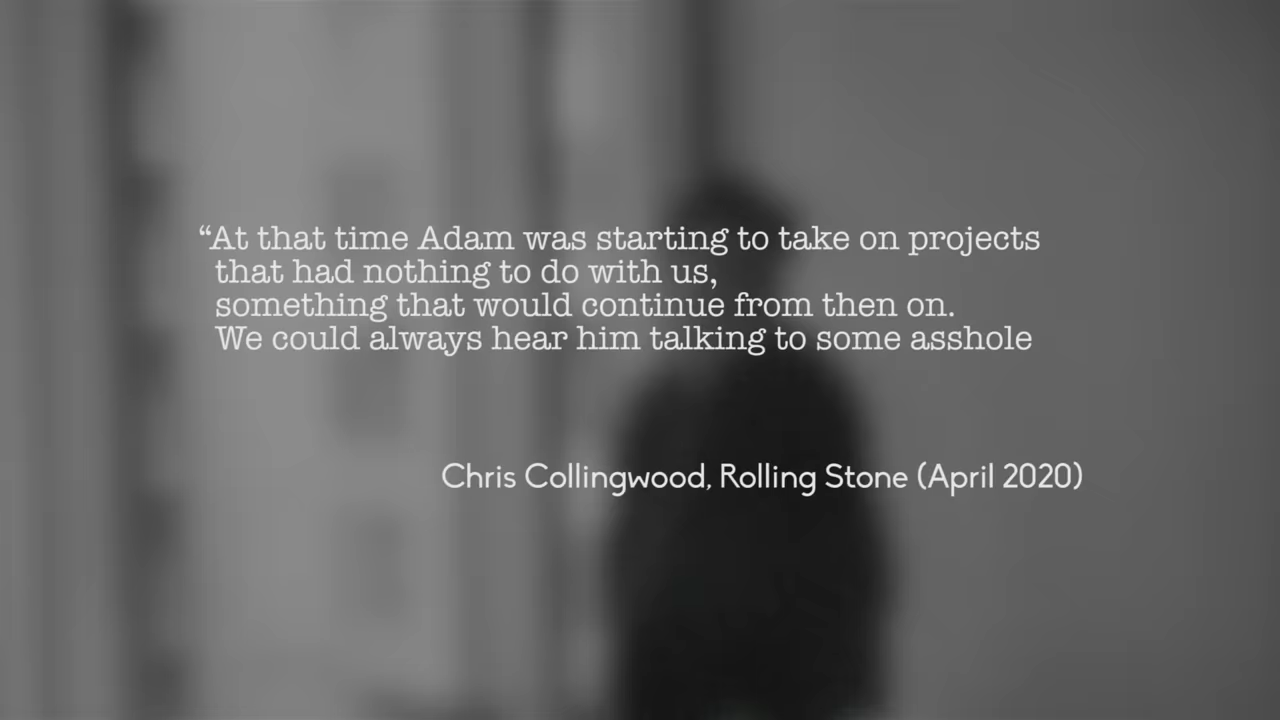 “At that time Adam was starting to take on projects
that had nothing to do with us,
something that would continue from then on.
We could always hear him talking to some asshole
Chris Collingwood, Rolling Stone (April 2020)